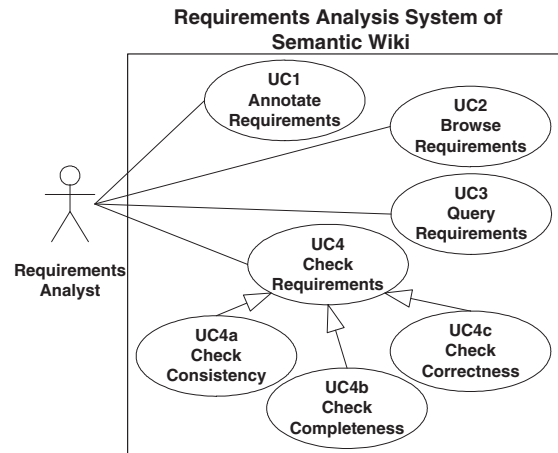 Requirements Analysis System of
Semantic Wiki
UC1
Annotate
Requirements
UC2
Browse
Requirements
UC3
Query
Requirements
Requirements
Analyst
UC4
Check
Requirements
UC4a
Check
Consistency
UC4b
Check
Completeness
UC4c
Check
Correctness